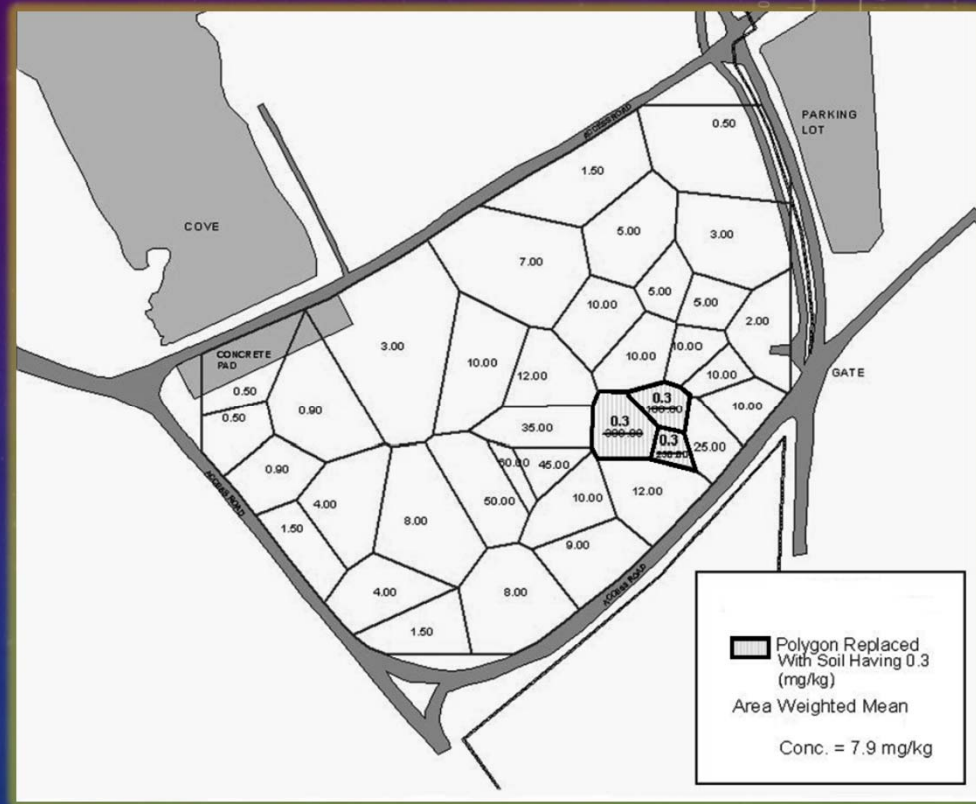 ACCESS ROAD
0.50
PARKING
LOT
1.50
COVE
5.00
3.00
7.00
5.00
10.00
5.00
2.00
3.00
10.00
10.00
CONCRETE
PAD
10.00
12.00
10.00
GATE
0.50
0.3
0.90
10.00
0.50
0.3
35.00
0.3
25.00
0.90
45.00
ACCESS ROAD
4.00
50.00
10.00
12.00
8.00
1.50
9.00
4.00
8.00
ACCESS ROAD
1.50
Polygon Replaced
With Soil Having 0.3
(mg/kg)
Area Weighted Mean
Conc. = 7.9 mg/kg